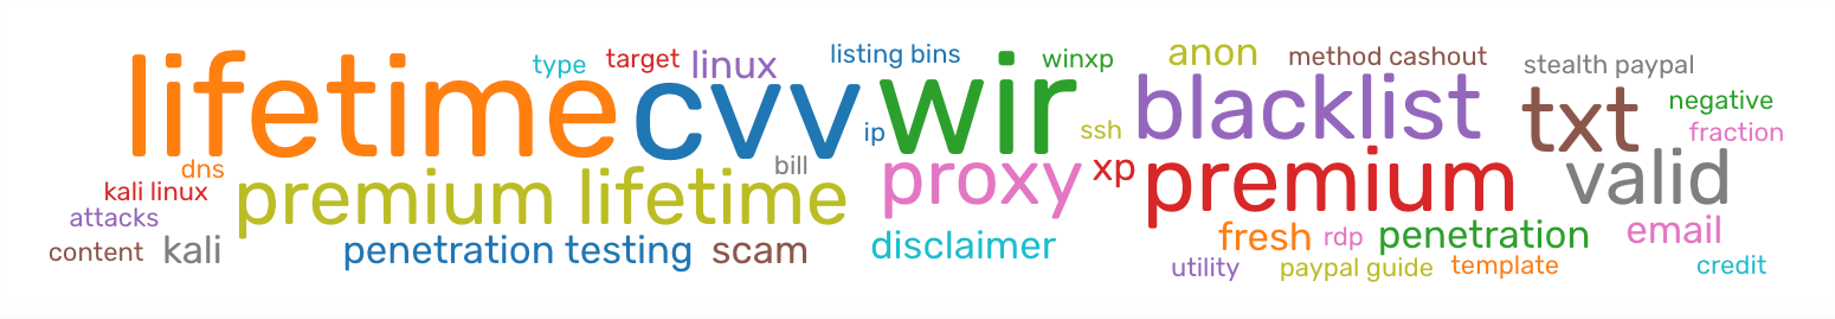 lifetime
type
target
linux
cvv
listing bins
ip
wir
winxp
ssh
anon
method cashout
blacklist
stealth paypal
txt
negative
fraction
dns
kali linux
attacks
content
kali
premium lifetime
bill
penetration testing
scam
proxy
xp
disclaimer
premium
valid
fresh
rdp
penetration
email
utility
paypal guide
template
credit